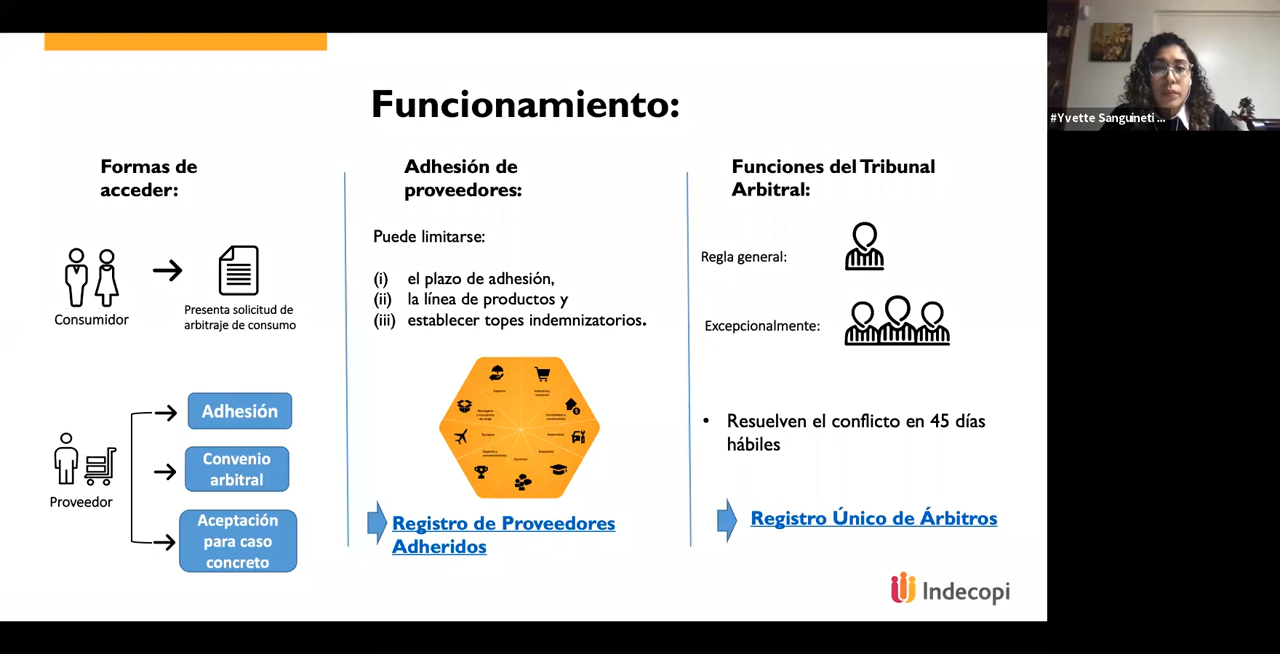 Funcionamiento:
#Yvette Sanguineti ...
Formas de
acceder:
Consumidor
Presenta solicitud de
arbitraje de consumo
Proveedor
Adhesión
Convenio
arbitral
Aceptación
para caso
concreto
Adhesión de
proveedores:
Puede limitarse:
(i) el plazo de adhesión,
(ii) la línea de productos y
(iii) establecer topes indemnizatorios.
Registro de Proveedores
Adheridos
Funciones del Tribunal
Arbitral:
Regla general:
Excepcionalmente:
• Resuelven el conflicto en 45 días
hábiles
Registro Único de Árbitros
Indecopi